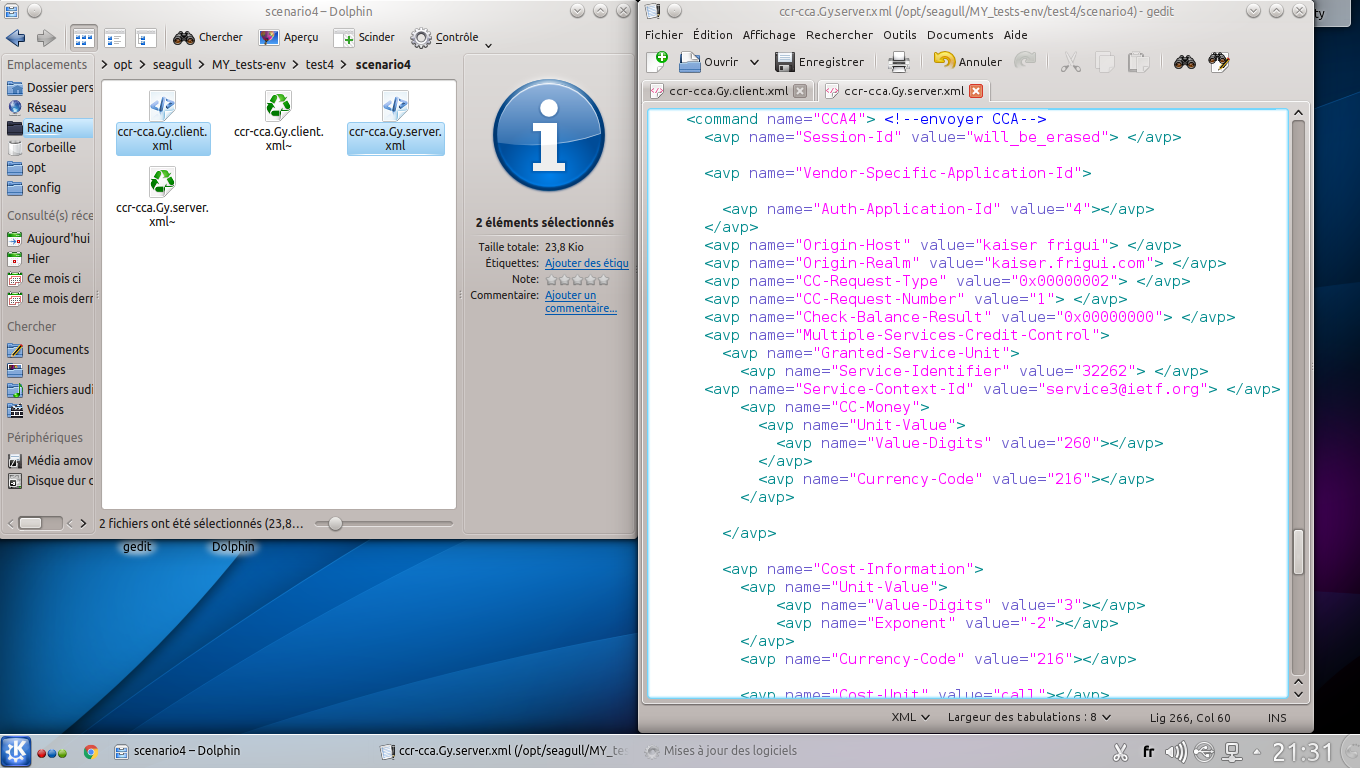 scenario4 – Dolphin
Chercher
Aperçu
Scinder
Contrôle
Emplacements
opt
seagull
MY_tests-env
test4
scenario4
Dossier pers
Réseau
Racine
Corbeille
opt
config
Consulté(s) réce
Aujourd'hui
Hier
Ce mois ci
Le mois dern
Chercher
Documents
Images
Fichiers audi
Vidéos
Périphériques
Média amov
Disque dur c
ccr-cca.Gy.client.
xml
ccr-cca.Gy.client.
xml~
ccr-cca.Gy.server.
xml
ccr-cca.Gy.server.
xml~
2 éléments sélectionnés
Taille totale: 23,8 Kio
Étiquettes: Ajouter des étiqu
Note:
Commentaire: Ajouter un
commentaire...
2 fichiers ont été sélectionnés (23,8...
gedit
Dolphin
ccr-cca.Gy.server.xml (/opt/seagull/MY_tests-env/test4/scenario4) - gedit
Fichier Édition Affichage Rechercher Outils Documents Aide
Ouvrir
Enregistrer
Annuler
ccr-cca.Gy.client.xml
ccr-cca.Gy.server.xml
<command name="CCA4"> <!--envoyer CCA-->
<avp name="Session-Id" value="will_be_erased"> </avp>
<avp name="Vendor-Specific-Application-Id">
<avp name="Auth-Application-Id" value="4"></avp>
</avp>
<avp name="Origin-Host" value="kaiser frigui"> </avp>
<avp name="Origin-Realm" value="kaiser.frigui.com"> </avp>
<avp name="CC-Request-Type" value="0x00000002"> </avp>
<avp name="CC-Request-Number" value="1"> </avp>
<avp name="Check-Balance-Result" value="0x00000000"> </avp>
<avp name="Multiple-Services-Credit-Control">
<avp name="Granted-Service-Unit">
<avp name="Service-Identifier" value="32262"> </avp>
<avp name="Service-Context-Id" value="service3@ietf.org"> </avp>
<avp name="CC-Money">
<avp name="Unit-Value">
<avp name="Value-Digits" value="260"></avp>
</avp>
<avp name="Currency-Code" value="216"></avp>
</avp>
</avp>
<avp name="Cost-Information">
<avp name="Unit-Value">
<avp name="Value-Digits" value="3"></avp>
<avp name="Exponent" value="-2"></avp>
</avp>
<avp name="Currency-Code" value="216"></avp>
<avp name="Cost-Unit" value="call"></avp>
XML
Largeur des tabulations : 8
Lig 266, Col 60
INS
ty
scenario4 – Dolphin
ccr-cca.Gy.server.xml (/opt/seagull/MY_tes
Mises à jour des logiciels
fr
21:31